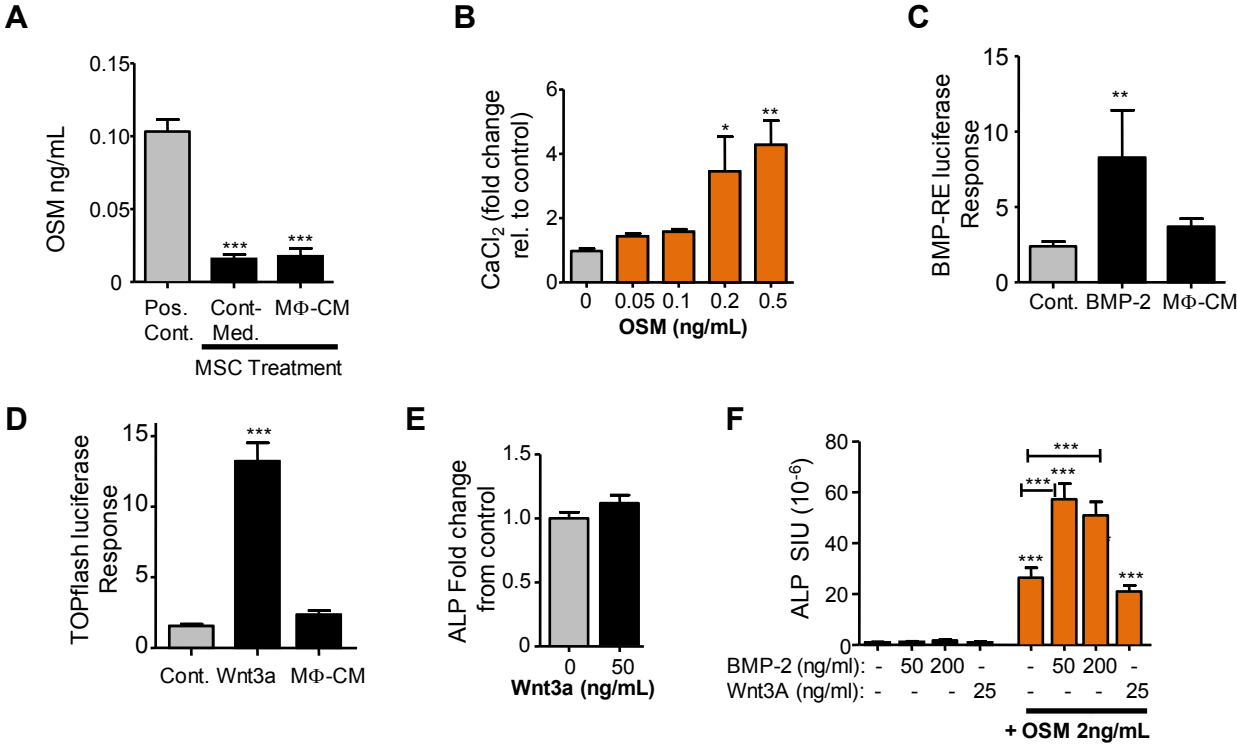 A
OSM ng/mL
0.15
0.10
0.05
0
***
***
Pos.
Cont.
Cont-
Med.
MΦ-CM
MSC Treatment
B
CaCl2 (fold change
rel. to control)
6
4
2
0
*
**
0 0.05 0.1 0.2 0.5
OSM (ng/mL)
C
BMP-RE luciferase
Response
15
10
5
0
**
Cont. BMP-2 MΦ-CM
D
TOPflash luciferase
Response
15
10
5
0
***
Cont. Wnt3a MΦ-CM
E
ALP Fold change
from control
1.5
1.0
0.5
0
0 50
Wnt3a (ng/mL)
F
ALP SIU (10-6)
80
60
40
20
0
***
***
***
***
***
BMP-2 (ng/ml): - 50 200 - - 50 200 -
Wnt3A (ng/ml): - - - 25 - - - 25
+ OSM 2ng/mL